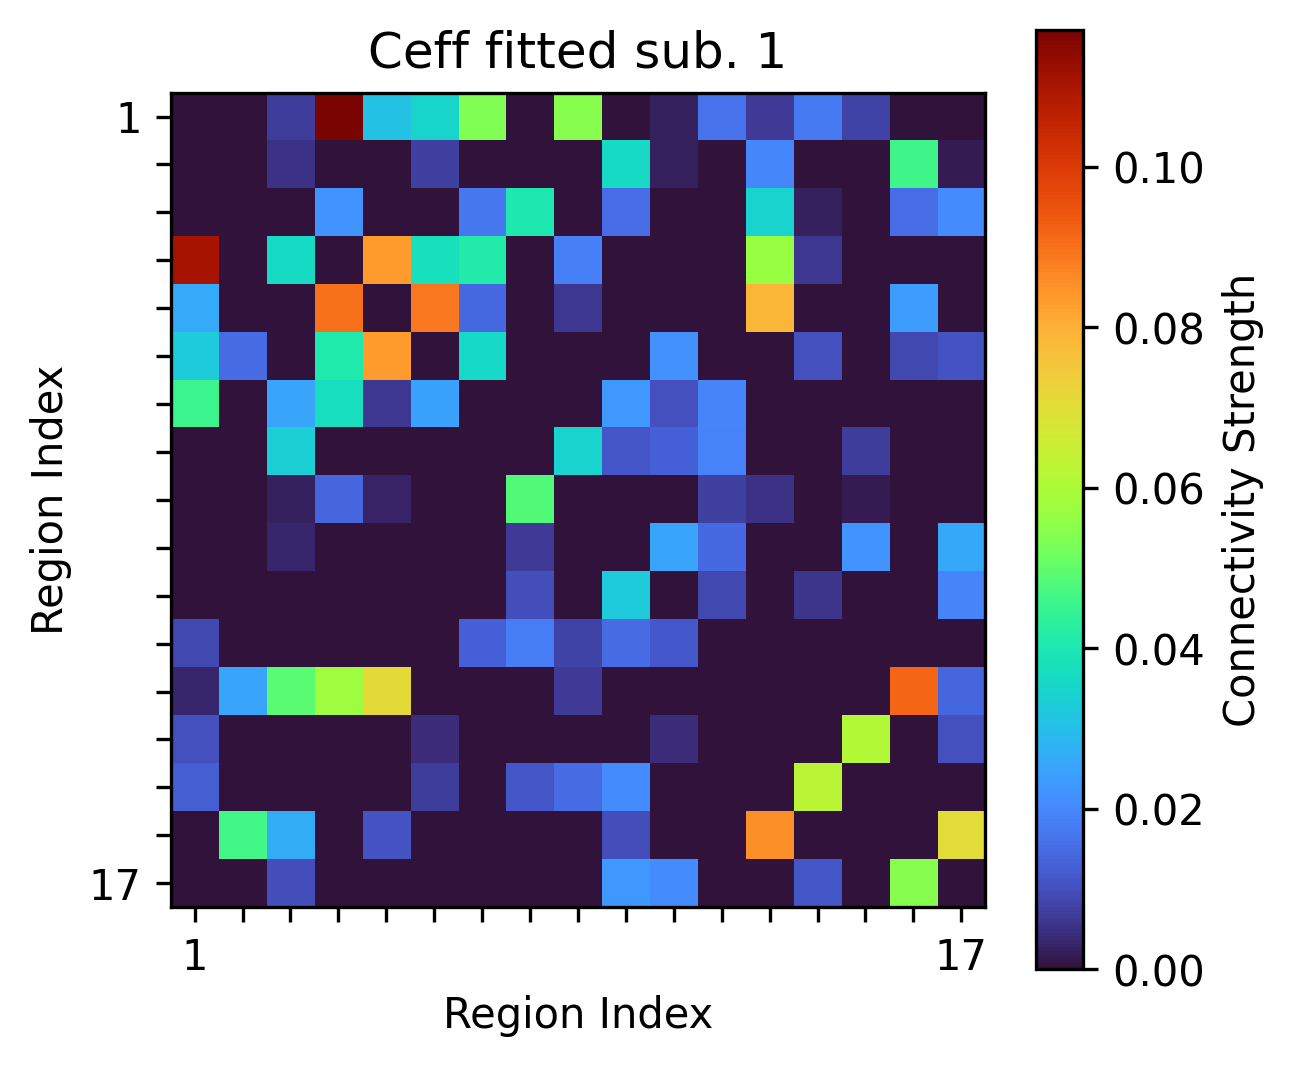 Ceff fitted sub. 1
1
17
Region Index
1
17
Region Index
0.10
0.08
0.06
0.04
0.02
0.00
Connectivity Strength